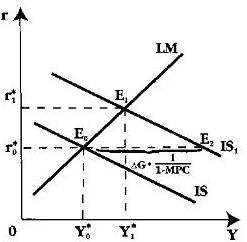 r
LM
r₁*
E₁
E₀
E₂
r₀*
IS₁
ΔG* 1/1-MPC
IS
0
Y₀*
Y₁*
Y